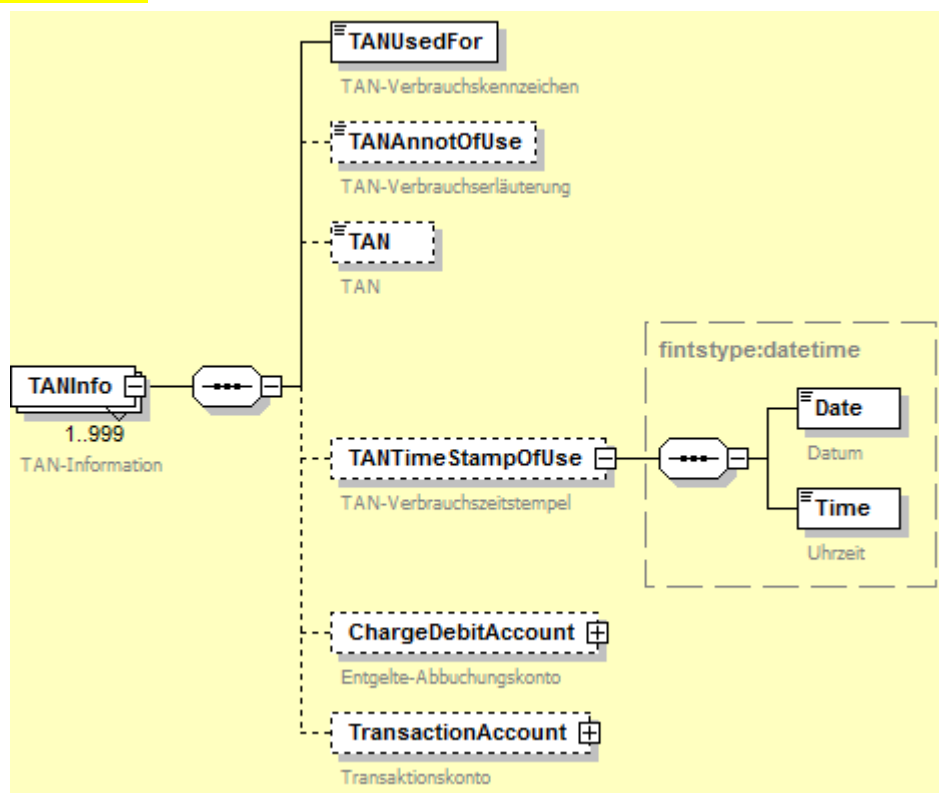 TANUsedFor
TAN-Verbrauchskennzeichen
TANAnnotOfUse
TAN-Verbrauchserläuterung
TAN
TAN
fintstype:datetime
TANInfo
1..999
TAN-Information
Date
Datum
TANTimeStampOfUse
TAN-Verbrauchszeitstempel
Time
Uhrzeit
ChargeDebitAccount
Entgelte-Abbuchungskonto
TransactionAccount
Transaktionskonto